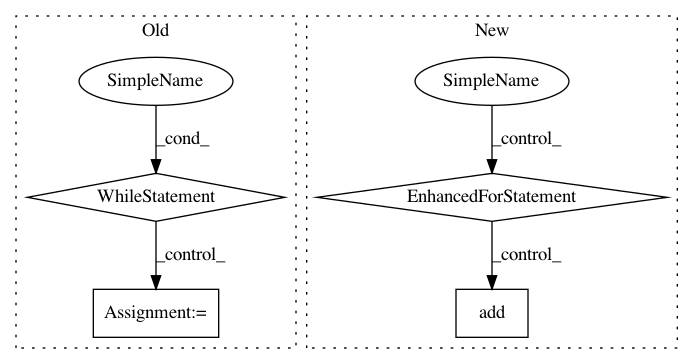 Old
New
SimpleName
SimpleName
_cond_
_control_
WhileStatement
EnhancedForStatement
_control_
_control_
Assignment:=
add